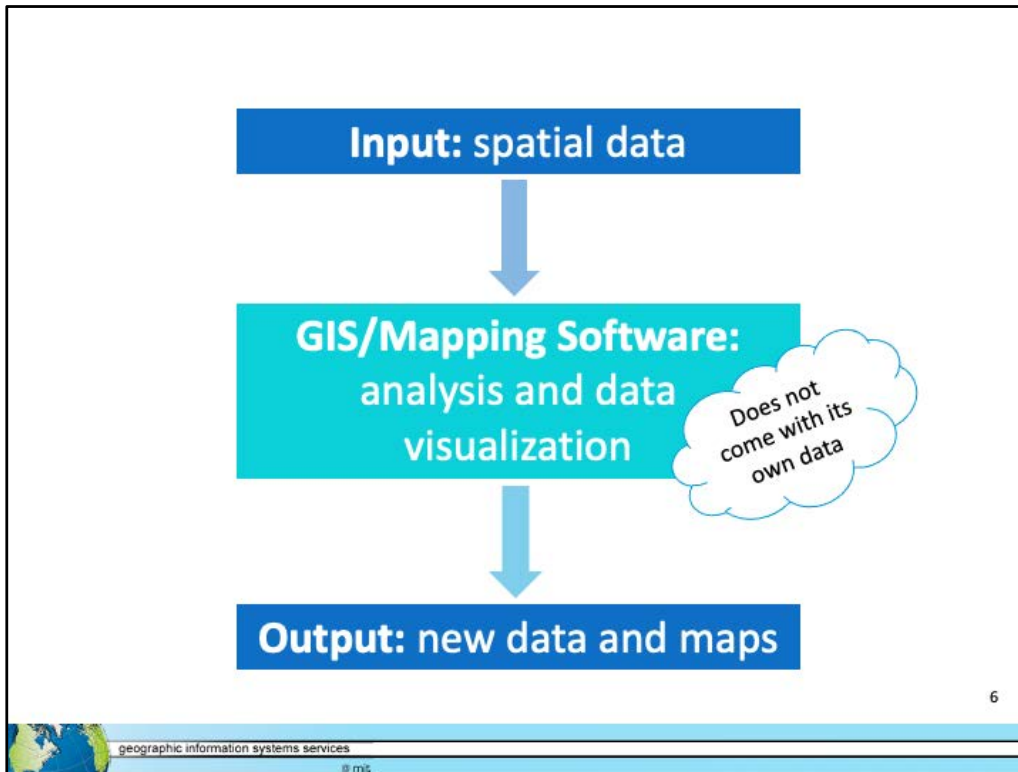 Input: spatial data
GIS/Mapping Software:
analysis and data
visualization
Does not
come with its
own data
Output: new data and maps
6
geographic information systems services
@ mit